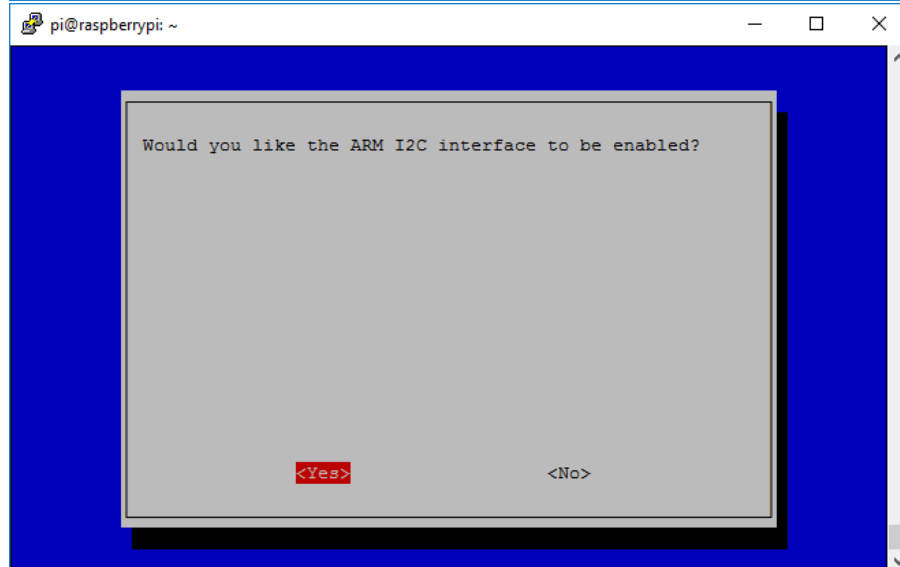 pi@raspberrypi: ~
Would you like the ARM I2C interface to be enabled?
<Yes> <No>